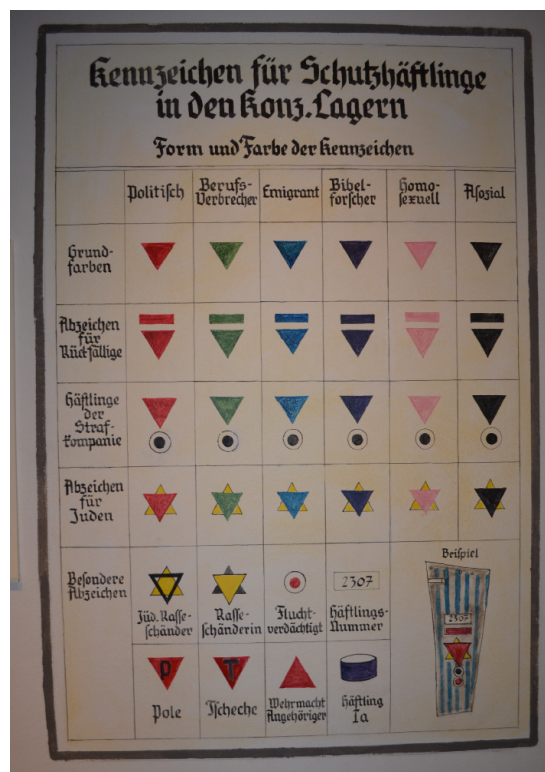 Kennzeichen für Schutzhäftlinge
in den Konz.Lagern
Form und Farbe der Kennzeichen
Politisch
Berufs-
Verbrecher
Emigrant
Bibel-
forscher
Homo-
sexuell
Asozial
Grund-
farben
Abzeichen
für
Rückfällige
Häftlinge
der
Straf-
kompanie
Abzeichen
für
Juden
Besondere
Abzeichen
Jüd. Rasse-
schänder
Rasse-
schänderin
Flucht-
verdächtigt
2307
Häftlings-
Nummer
Beispiel
2307
P
Pole
T
Tscheche
Wehrmacht
Angehöriger
Häftling
Ia